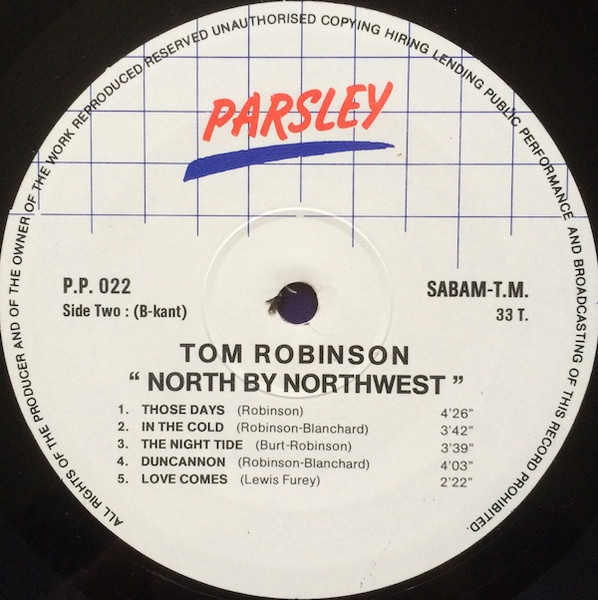 ALL RIGHTS OF THE PRODUCER AND OF THE OWNER OF THE WORK REPRODUCED RESERVED UNAUTHORISED COPYING HIRING LENDING PUBLIC PERFORMANCE AND BROADCASTING OF THIS RECORD PROHIBITED.
PARSLEY
P.P. 022 SABAM-T.M.
Side Two : (B-kant) 33 T.
TOM ROBINSON
“ NORTH BY NORTHWEST ”
1. THOSE DAYS (Robinson) 4'26"
2. IN THE COLD (Robinson-Blanchard) 3'42"
3. THE NIGHT TIDE (Burt-Robinson) 3'39"
4. DUNCANNON (Robinson-Blanchard) 4'03"
5. LOVE COMES (Lewis Furey) 2'22"